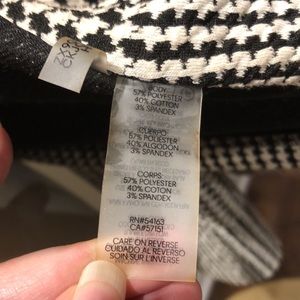 BODY
57% POLYESTER
40% COTTON
3% SPANDEX
CUERPO
57% POLIESTER
40% ALGODON
3% SPANDEX
CORPS
57% POLYESTER
40% COTON
3% SPANDEX
RN#54163
CA#57151
CARE ON REVERSE
CUIDADO AL REVERSO
SOIN SUR L'INVERSE